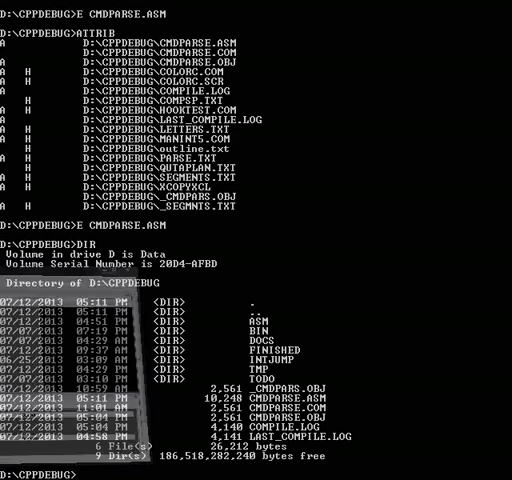 D:\CPPDEBUG>E CMDPARSE.ASM
D:\CPPDEBUG>ATTRIB
A D:\CPPDEBUG\CMDPARSE.ASM
D:\CPPDEBUG\CMDPARSE.COM
A D:\CPPDEBUG\CMDPARSE.OBJ
A H D:\CPPDEBUG\COLORC.COM
A H D:\CPPDEBUG\COLORC.SCR
A D:\CPPDEBUG\COMPILE.LOG
H D:\CPPDEBUG\COMPSP.TXT
A H D:\CPPDEBUG\HOOKTEST.COM
A D:\CPPDEBUG\LAST_COMPILE.LOG
A H D:\CPPDEBUG\LETTERS.TXT
A H D:\CPPDEBUG\MANINT5.COM
H D:\CPPDEBUG\outline.txt
A H D:\CPPDEBUG\PARSE.TXT
H D:\CPPDEBUG\QUTAPLAN.TXT
A H D:\CPPDEBUG\SEGMENTS.TXT
A H D:\CPPDEBUG\XCOPYXCL
D:\CPPDEBUG\_CMDPARS.OBJ
A H D:\CPPDEBUG\_SEGMNTS.TXT
D:\CPPDEBUG>E CMDPARSE.ASM
D:\CPPDEBUG>DIR
Volume in drive D is Data
Volume Serial Number is 20D4-AFBD
Directory of D:\CPPDEBUG
07/12/2013 05:11 PM <DIR> .
07/12/2013 05:11 PM <DIR> ..
07/12/2013 04:51 PM <DIR> ASM
07/07/2013 07:19 PM <DIR> BIN
07/07/2013 04:29 AM <DIR> DOCS
07/12/2013 09:37 AM <DIR> FINISHED
06/25/2013 03:09 AM <DIR> INTJUMP
07/12/2013 04:29 PM <DIR> TMP
07/07/2013 03:10 PM <DIR> TODO
07/12/2013 10:59 AM 2,561 _CMDPARS.OBJ
07/12/2013 05:11 PM 10,248 CMDPARSE.ASM
07/12/2013 11:01 AM 2,561 CMDPARSE.COM
07/12/2013 05:04 PM 2,561 CMDPARSE.OBJ
07/12/2013 05:04 PM 4,140 COMPILE.LOG
07/12/2013 04:58 PM 4,141 LAST_COMPILE.LOG
6 File(s) 26,212 bytes
9 Dir(s) 186,518,282,240 bytes free
D:\CPPDEBUG>